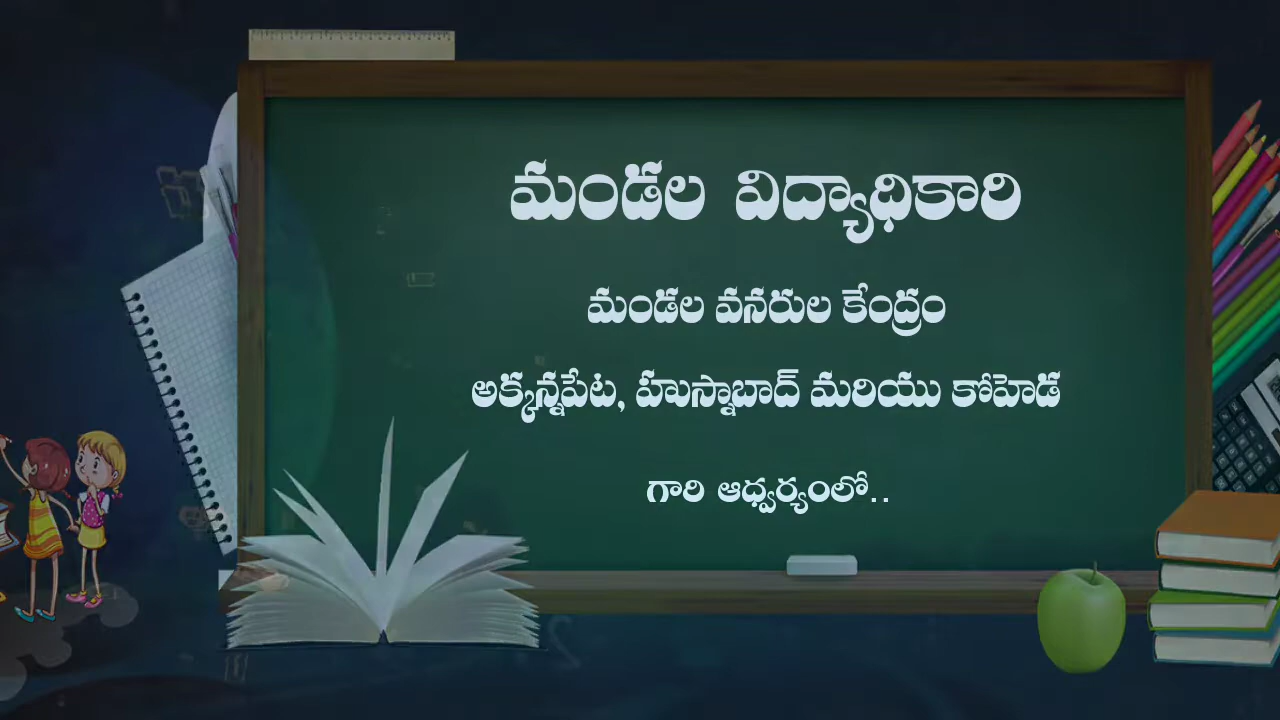 మండల విద్యాధికారి
మండల వనరుల కేంద్రం
అక్కన్నపేట, హుస్నాబాద్ మరియు కోహెడ
గారి ఆధ్వర్యంలో..